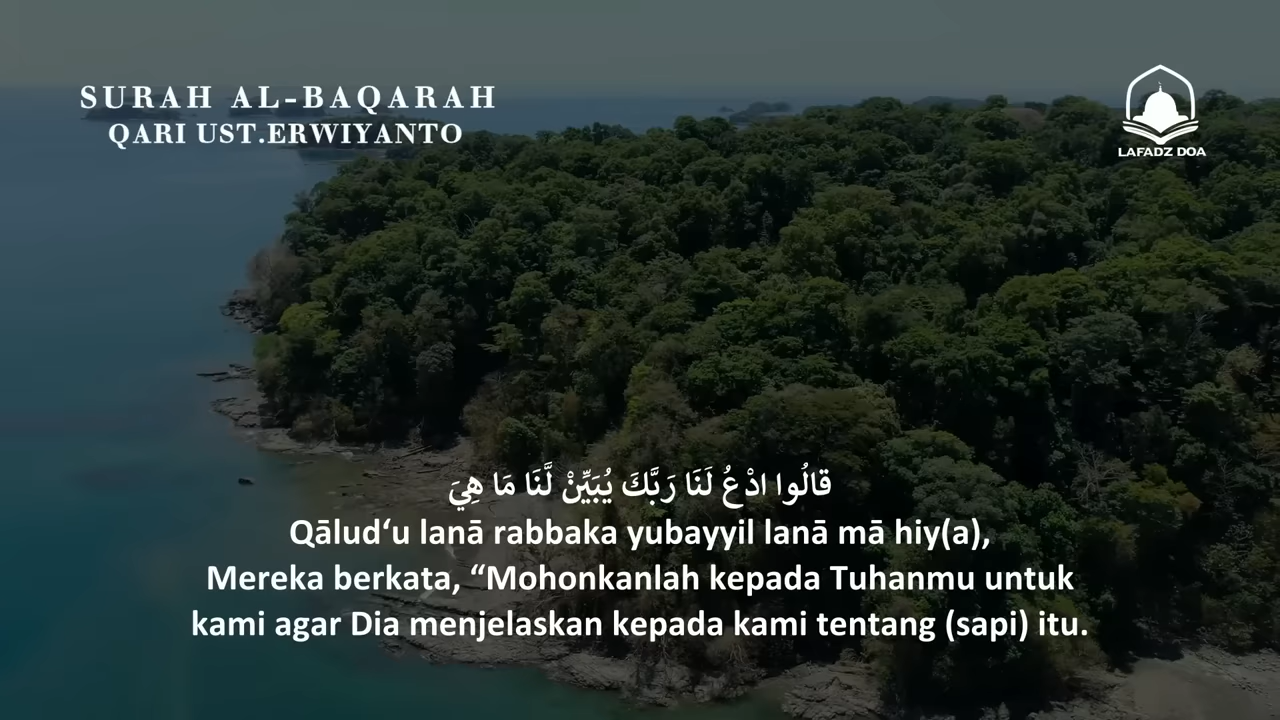 SURAH AL-BAQARAH
QARI UST.ERWIYANTO
LAFADZ DOA
قالُوا ادْعُ لَنَا رَبَّكَ يُبَيِّنْ لَّنَا مَا هِيَ
Qālud‘u lanā rabbaka yubayyil lanā mā hiy(a),
Mereka berkata, “Mohonkanlah kepada Tuhanmu untuk
kami agar Dia menjelaskan kepada kami tentang (sapi) itu.